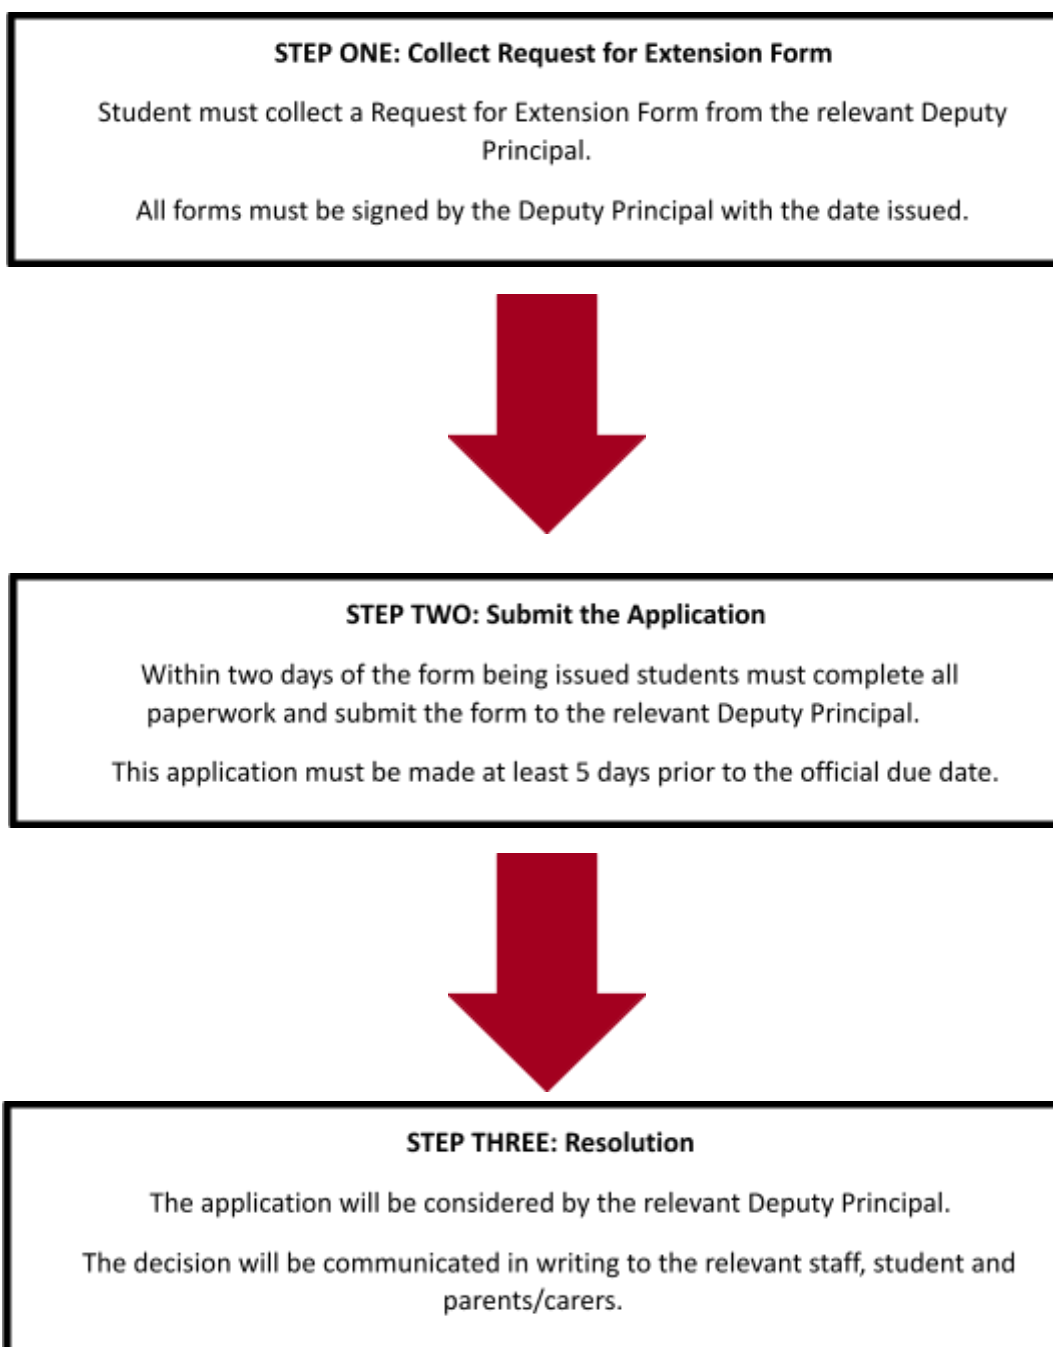 STEP ONE: Collect Request for Extension Form
Student must collect a Request for Extension Form from the relevant Deputy
Principal.
All forms must be signed by the Deputy Principal with the date issued.
STEP TWO: Submit the Application
Within two days of the form being issued students must complete all
paperwork and submit the form to the relevant Deputy Principal.
This application must be made at least 5 days prior to the official due date.
STEP THREE: Resolution
The application will be considered by the relevant Deputy Principal.
The decision will be communicated in writing to the relevant staff, student and
parents/carers.